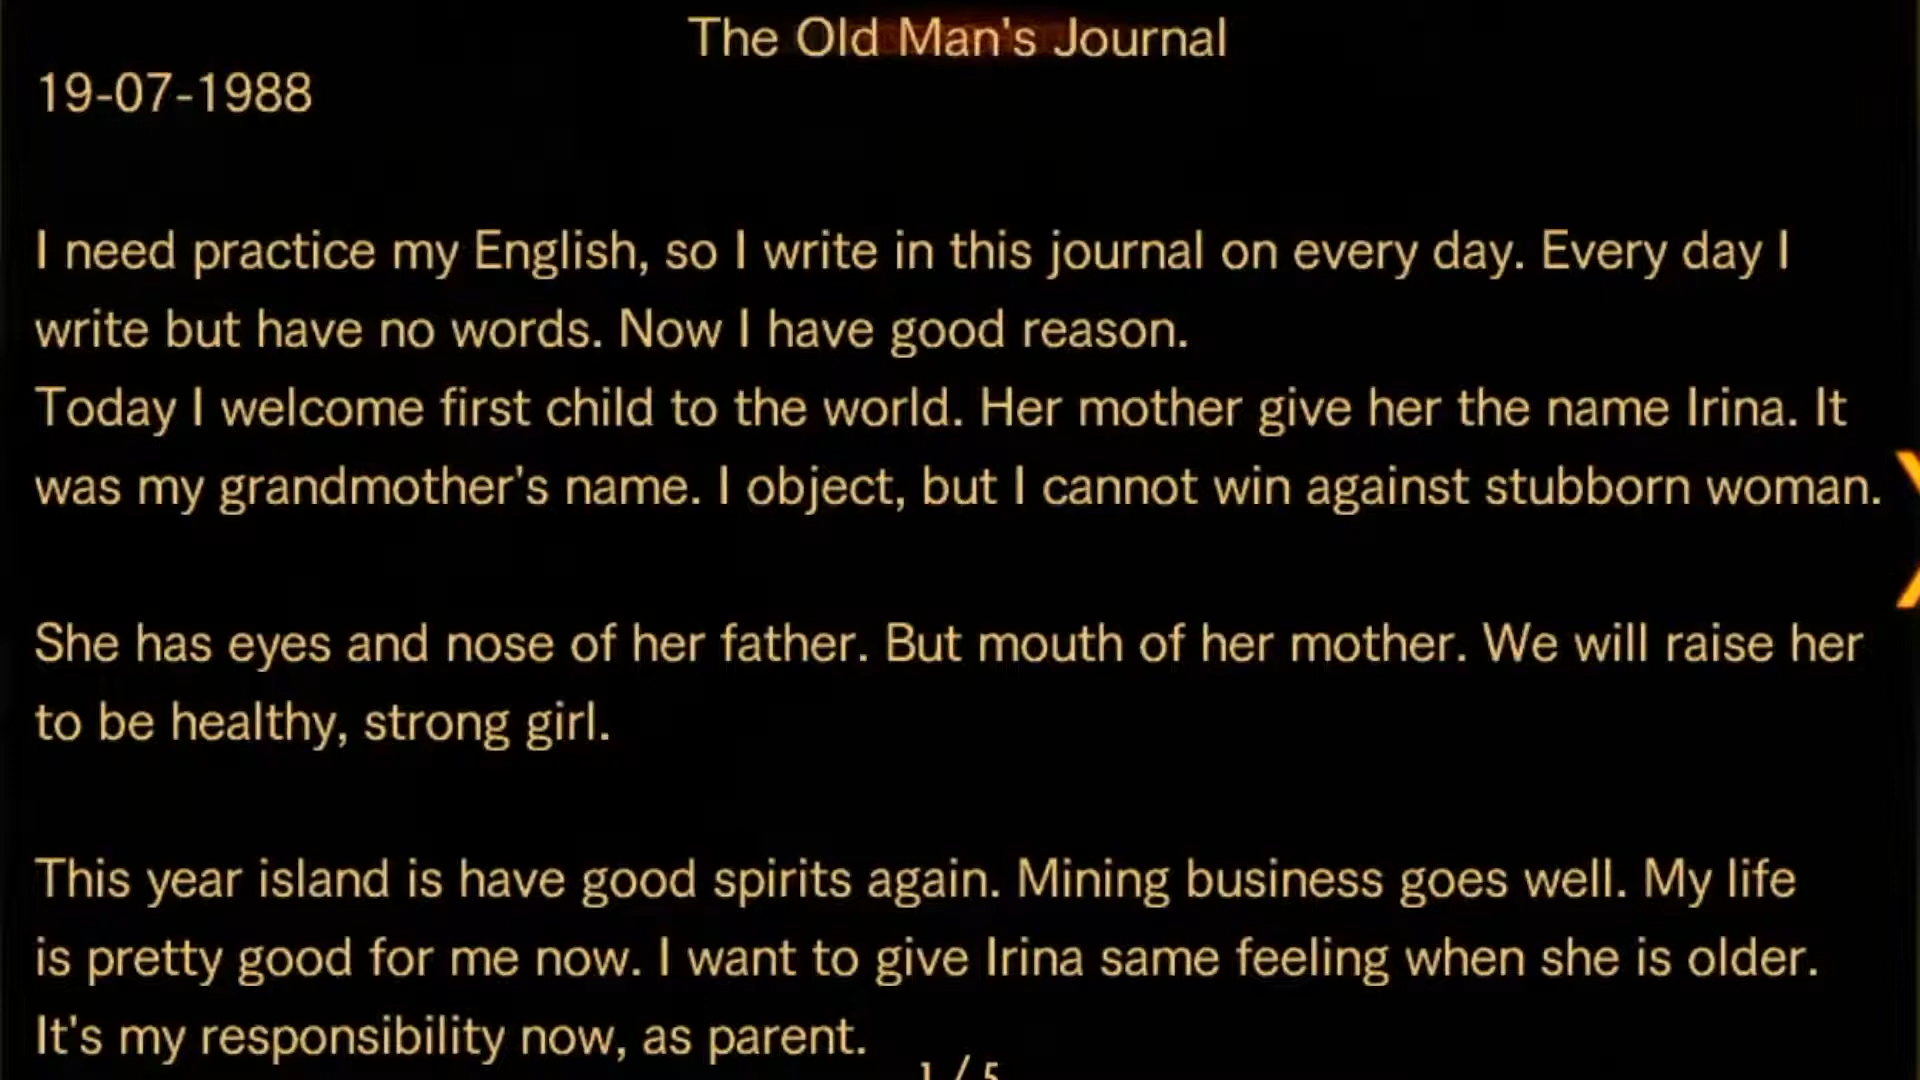 The Old Man's Journal
19-07-1988
I need practice my English, so I write in this journal on every day. Every day I
write but have no words. Now I have good reason.
Today I welcome first child to the world. Her mother give her the name Irina. It
was my grandmother's name. I object, but I cannot win against stubborn woman.
She has eyes and nose of her father. But mouth of her mother. We will raise her
to be healthy, strong girl.
This year island is have good spirits again. Mining business goes well. My life
is pretty good for me now. I want to give Irina same feeling when she is older.
It's my responsibility now, as parent.
1 / 5